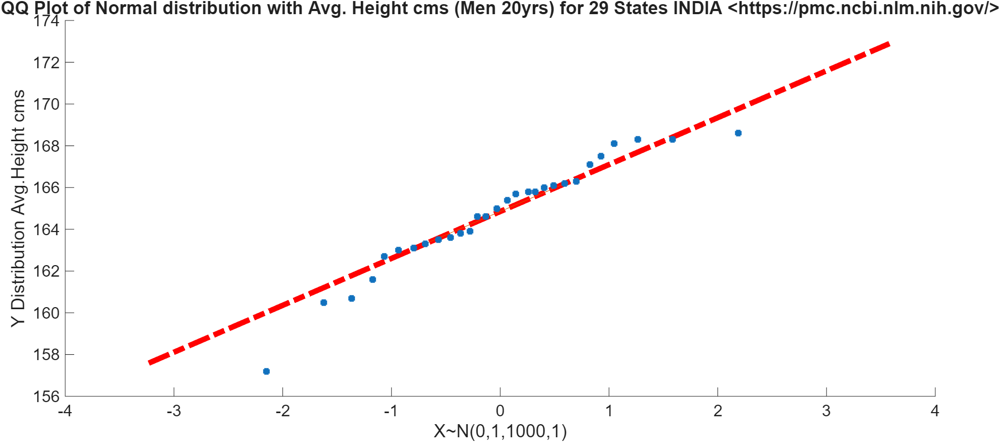 QQ Plot of Normal distribution with Avg. Height cms (Men 20yrs) for 29 States INDIA <https://pmc.ncbi.nlm.nih.gov/>
Y Distribution Avg.Height cms
174
172
170
168
166
164
162
160
158
156
-4 -3 -2 -1 0 1 2 3 4
X~N(0,1,1000,1)